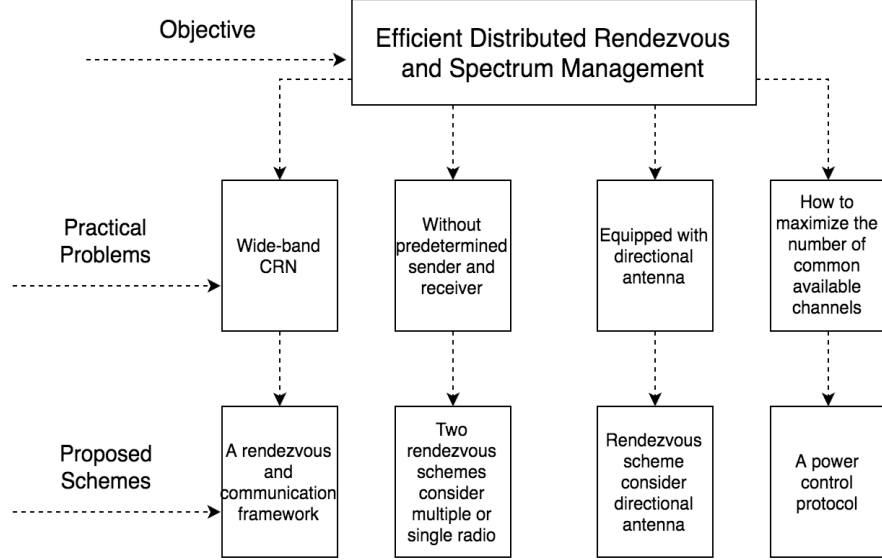 Objective
Efficient Distributed Rendezvous
and Spectrum Management
Practical
Problems
Wide-band
CRN
Without
predetermined
sender and
receiver
Equipped with
directional
antenna
How to
maximize the
number of
common
available
channels
Proposed
Schemes
A rendezvous
and
communication
framework
Two
rendezvous
schemes
consider
multiple or
single radio
Rendezvous
scheme
consider
directional
antenna
A power
control
protocol